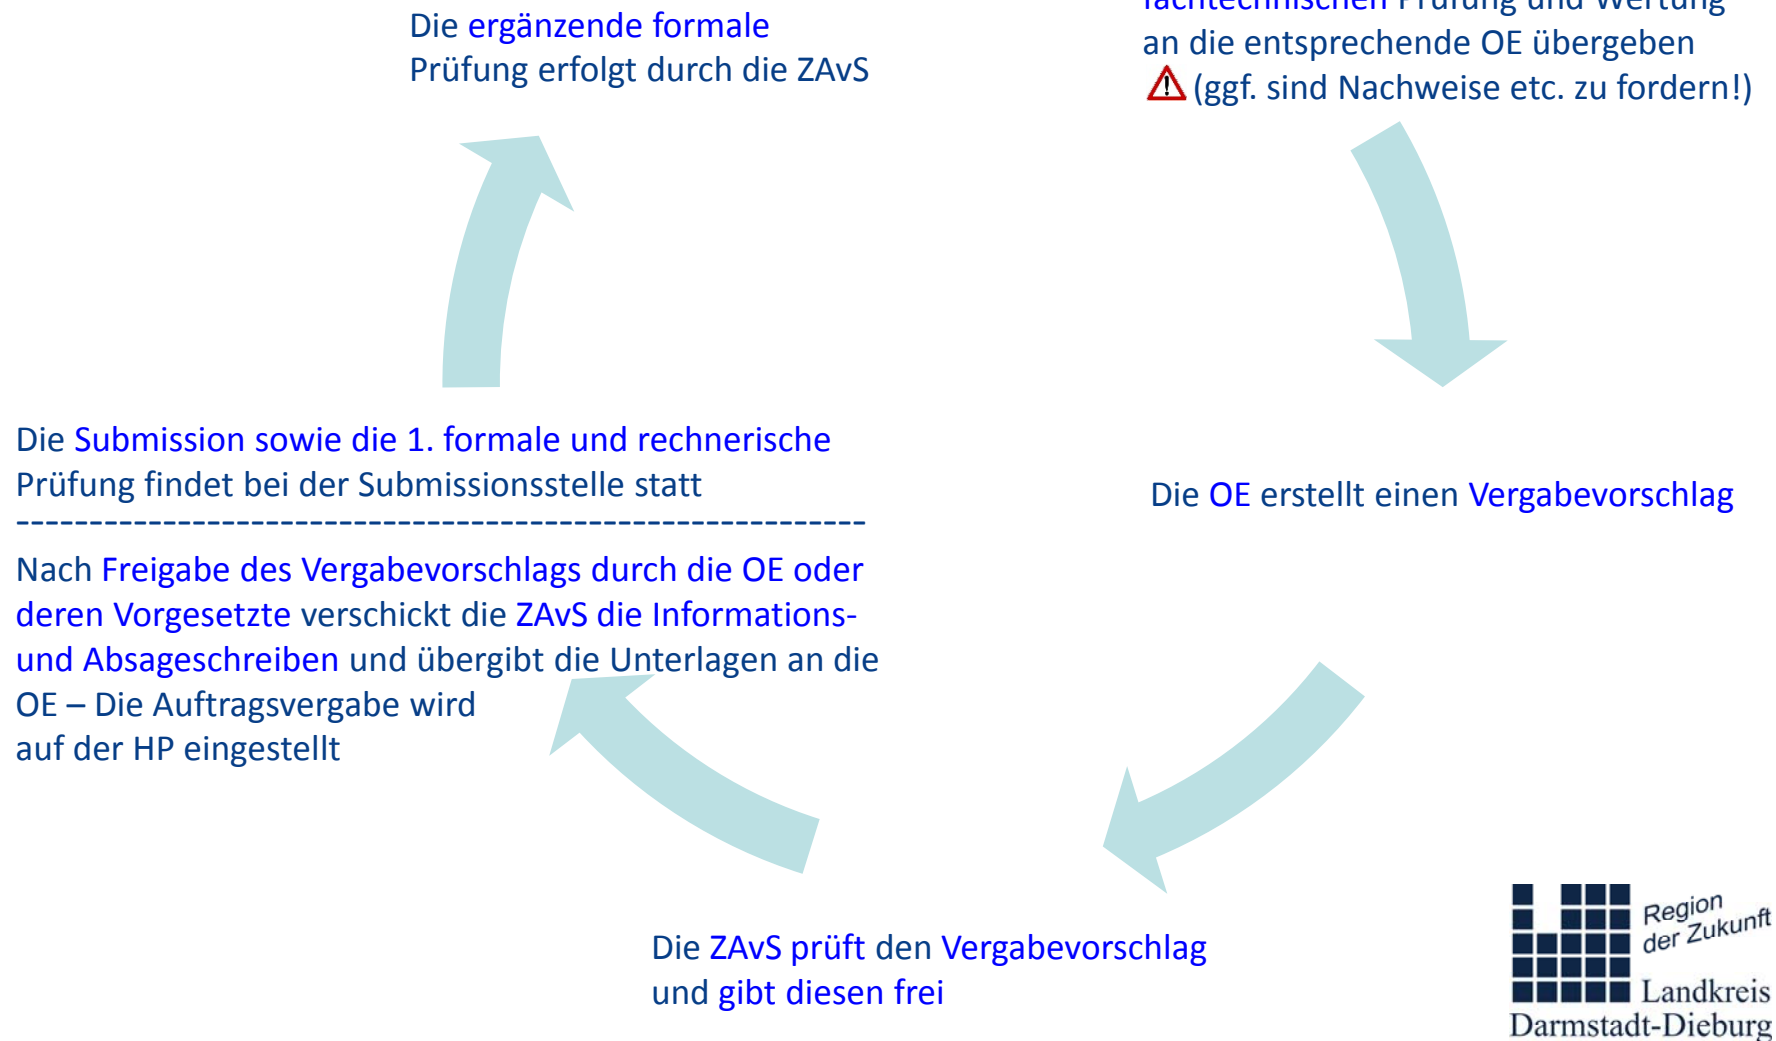 Die ergänzende formale
Prüfung erfolgt durch die ZAvS
fachtechnischen Prüfung und Wertung
an die entsprechende OE übergeben
(ggf. sind Nachweise etc. zu fordern!)
Die Submission sowie die 1. formale und rechnerische
Prüfung findet bei der Submissionsstelle statt
----------------------------------------------------------
Nach Freigabe des Vergabevorschlags durch die OE oder
deren Vorgesetzte verschickt die ZAvS die Informations-
und Absageschreiben und übergibt die Unterlagen an die
OE – Die Auftragsvergabe wird
auf der HP eingestellt
Die OE erstellt einen Vergabevorschlag
Die ZAvS prüft den Vergabevorschlag
und gibt diesen frei
Region
der Zukunft
Landkreis
Darmstadt-Dieburg